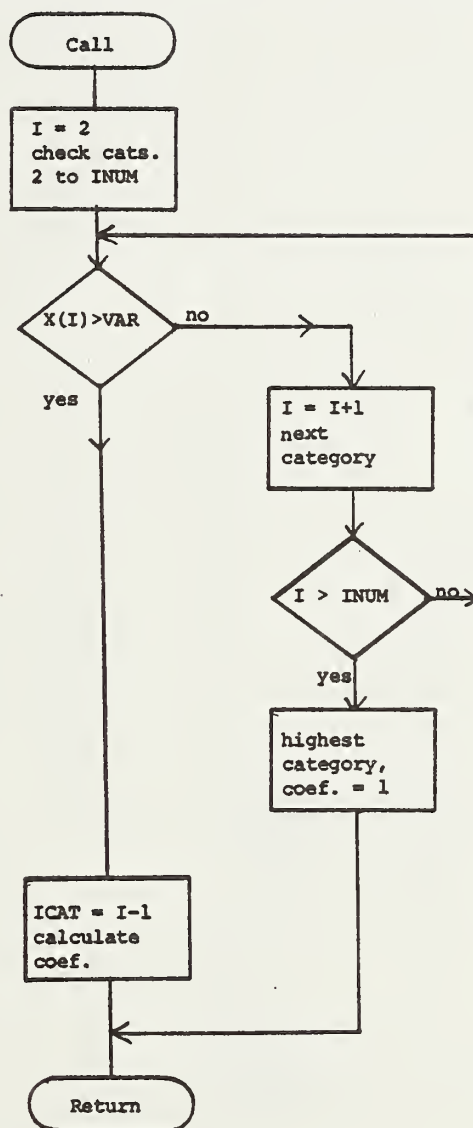 Call
I = 2
check cats.
2 to INUM
X(I)>VAR
no
yes
I = I+1
next
category
I > INUM
no
yes
highest
category,
coef. = 1
ICAT = I-1
calculate
coef.
Return